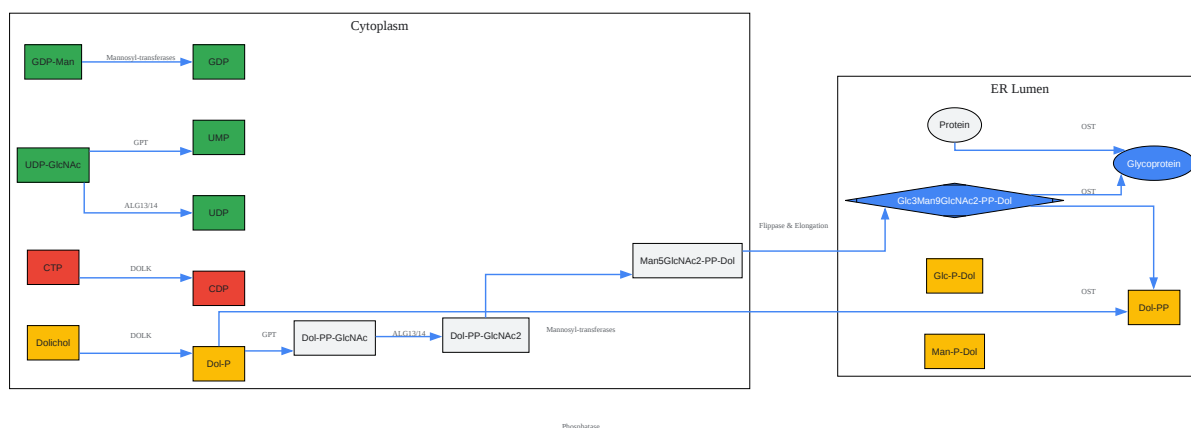 Cytoplasm
GDP-Man
Mannosyl-transferases
GDP
UDP-GlcNAc
GPT
UMP
ALG13/14
UDP
CTP
DOLK
CDP
Dolichol
DOLK
Dol-P
GPT
Dol-PP-GlcNAc
ALG13/14
Dol-PP-GlcNAc2
Mannosyl-transferases
Man5GlcNAc2-PP-Dol
Flippase & Elongation
ER Lumen
Protein
OST
Glycoprotein
Glc3Man9GlcNAc2-PP-Dol
OST
Glc-P-Dol
OST
Dol-PP
Man-P-Dol
Phosphatase